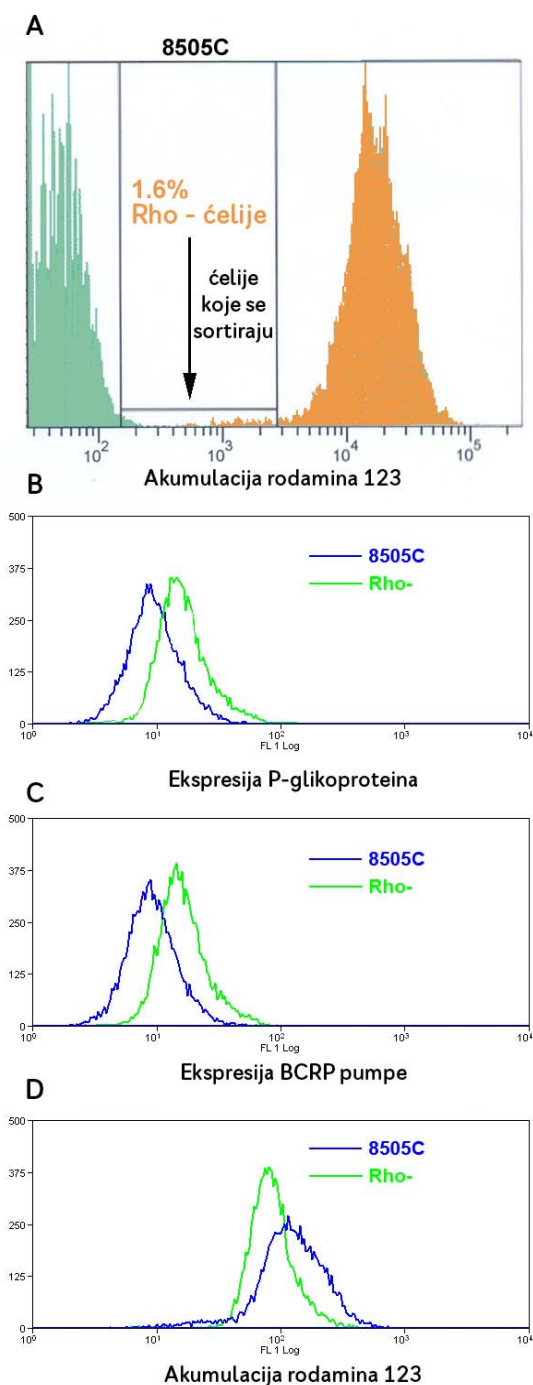 A
8505C
1.6%
Rho - ćelije
ćelije
koje se
sortiraju
10² 10³ 10⁴ 10⁵
Akumulacija rodamina 123
B
500
375
250
125
0
8505C
Rho-
10⁰ 10¹ 10² 10³ 10⁴
FL 1 Log
Ekspresija P-glikoproteina
C
500
375
250
125
0
8505C
Rho-
10⁰ 10¹ 10² 10³ 10⁴
FL 1 Log
Ekspresija BCRP pumpe
D
500
375
250
125
0
8505C
Rho-
10⁰ 10¹ 10² 10³ 10⁴
FL 1 Log
Akumulacija rodamina 123